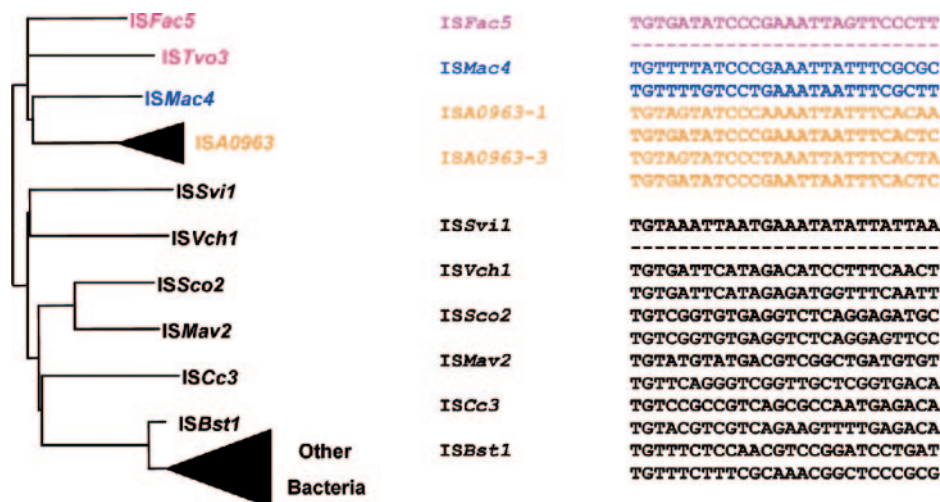 ISFac5
ISTvo3
ISMac4
ISA0963
ISSvi1
ISVch1
ISSco2
ISMav2
ISCc3
ISBst1
Other
Bacteria
ISFac5 TGTGATATCCCGAAATTAGTTCCCTT
--------------------------
ISMac4 TGTTTTATCCCGAAATTATTTCGCGC
TGTTTTGTCCTGAAATAATTTCGCTT
ISA0963-1 TGTAGTATCCCAAAATTATTTCACAA
TGTGATATCCCGAAATAATTTCACTC
ISA0963-3 TGTAGTATCCCTAAATTATTTCACTA
TGTGATATCCCGAATTAATTTCACTC
ISSvi1 TGTAAATTAATGAAATATATTATTAA
--------------------------
ISVch1 TGTGATTCATAGACATCCTTTCAACT
TGTGATTCATAGAGATGGTTTCAATT
ISSco2 TGTCGGTGTGAGGTCTCAGGAGATGC
TGTCGGTGTGAGGTCTCAGGAGTTCC
ISMav2 TGTATGTATGACGTCGGCTGATGTGT
TGTTCAGGGTCGGTTGCTCGGTGACA
ISCc3 TGTCCGCCGTCAGCGCCAATGAGACA
TGTACGTCGTCAGAAGTTTTGAGACA
ISBst1 TGTTTCTCCAACGTCCGGATCCTGAT
TGTTTCTTTCGCAAACGGCTCCCGCG